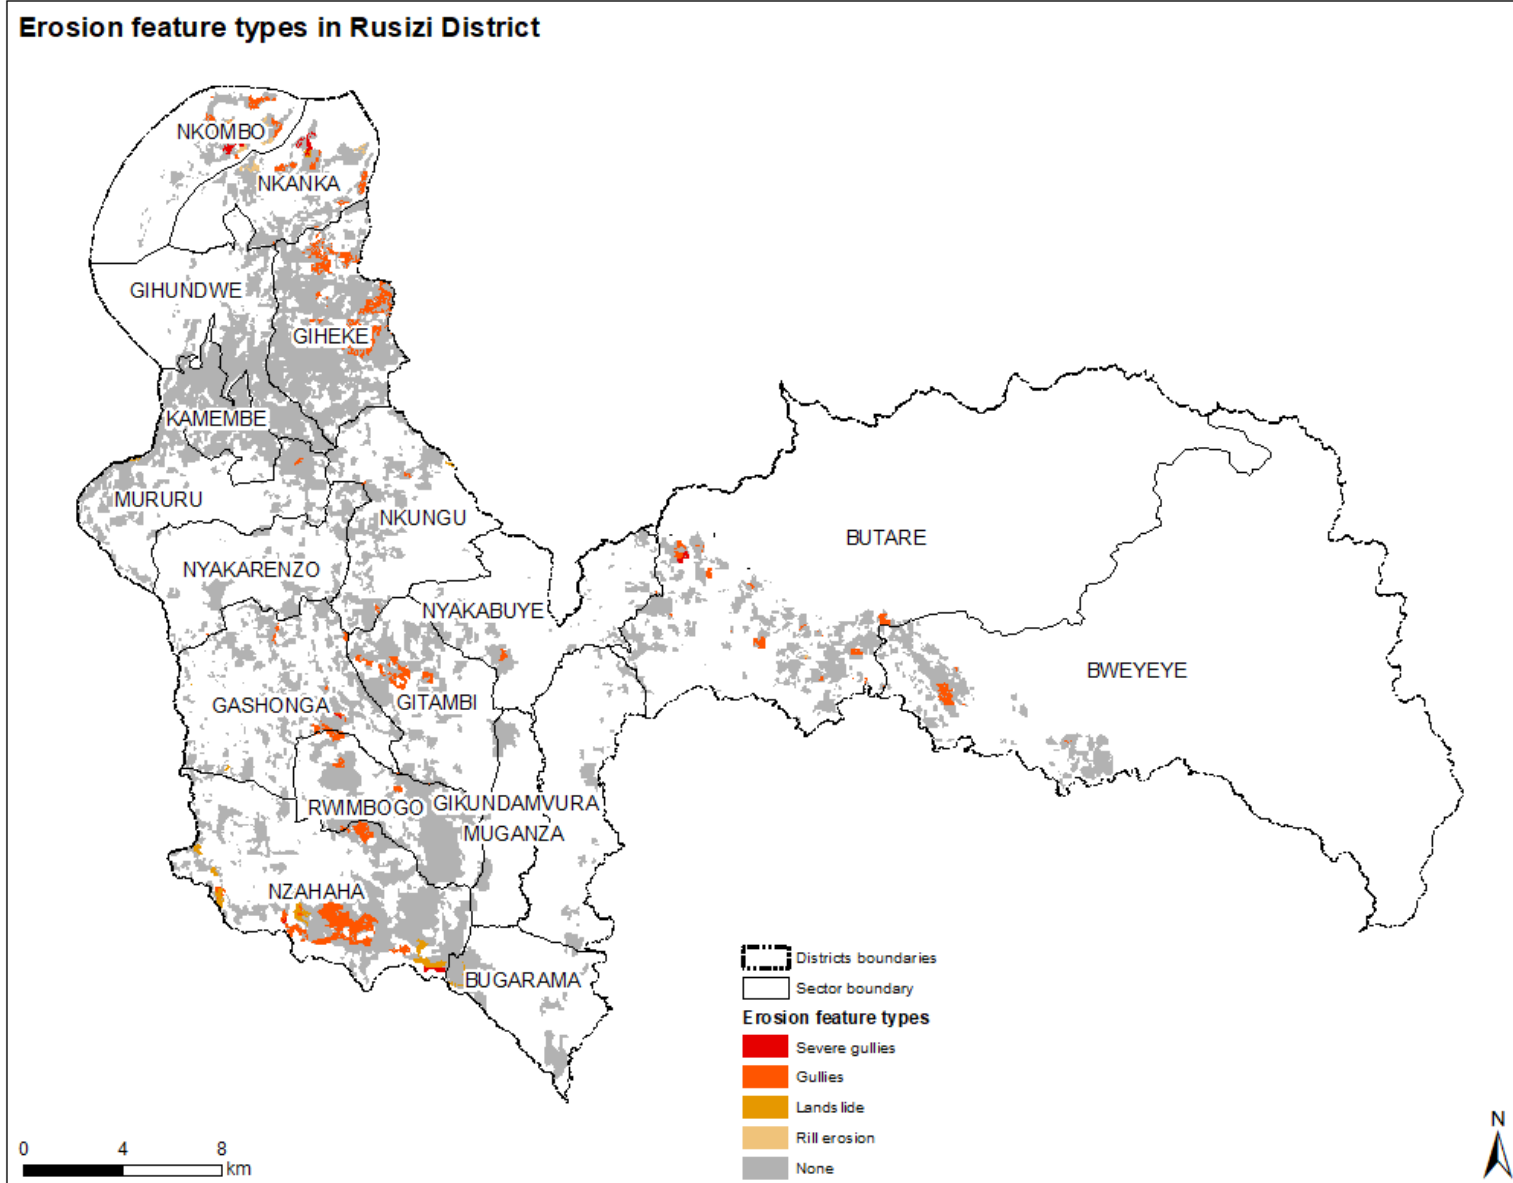 Erosion feature types in Rusizi District
NKOMBO
NKANKA
GIHUNDWE
GIHEKE
KAMEMBE
MURURU
NKUNGU
BUTARE
NYAKARENZO
NYAKABUYE
BWEYEYE
GASHONGA
GITAMBI
RWIMBOGO
GIKUNDAMVURA
MUGANZA
NZAHAHA
BUGARAMA
Districts boundaries
Sector boundary
Erosion feature types
Severe gullies
Gullies
Landslide
Rill erosion
None
0 4 8
km
N